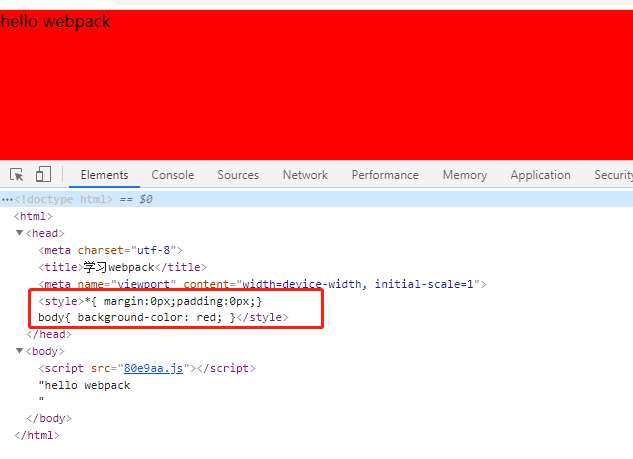 hello webpack
Elements Console Sources Network Performance Memory Application Security
...<!doctype html> == $0
<html>
▼<head>
<meta charset="utf-8">
<title>学习webpack</title>
<meta name="viewport" content="width=device-width, initial-scale=1">
<style>*{ margin:0px;padding:0px;}
body{ background-color: red; }</style>
</head>
▼<body>
<script src="80e9aa.js"></script>
"hello webpack
"
</body>
</html>